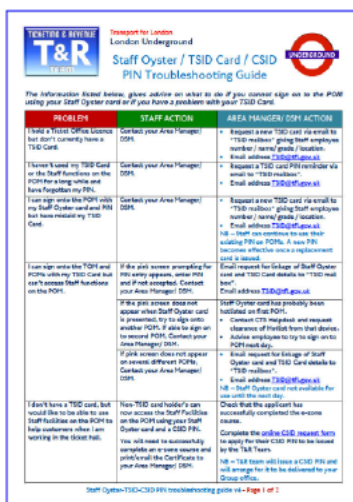 TICKETING & REVENUE
T&R
Transport for London
London Underground
UNDERGROUND
Staff Oyster / TSID Card / CSID
PIN Troubleshooting Guide
The information listed below, gives advice on what to do if you cannot sign on to the POM
using your Staff Oyster card or if you have a problem with your TSID Card.
PROBLEM
STAFF ACTION
AREA MANGER/ DSM ACTION
I hold a Ticket Office Licence
but don't currently have a
TSID Card.
Contact your Area Manager/
DSM.
• Request a new TSID card via email to
"TSID mailbox" giving Staff Employee
number / name/ grade / location.
• Email address TSID@tfl.gov.uk
I haven't used my TSID Card
or the Staff functions on the
POM for a long while and
have forgotten my PIN.
Contact your Area Manager/
DSM.
• Request a TSID card PIN reminder via
email to "TSID mailbox".
• Email address TSID@tfl.gov.uk
I can sign onto the POM with
my Staff Oyster card and PIN
but have mislaid my TSID
Card.
Contact your Area Manager/
DSM.
• Request a new TSID card via email to
"TSID mailbox" giving Staff Employee
number / name/ grade / location.
• Email address TSID@tfl.gov.uk
NB – Staff can continue to use their
existing PIN on POMs. A new PIN
becomes effective once a replacement
card is issued.
I can sign onto the TOM and
POMs with my TSID Card but
can't access Staff functions
on the POM.
If the pink screen prompting for
PIN entry appears, enter PIN
and if not accepted. Contact
your Area Manager/ DSM.
Email request for linkage of Staff Oyster
card and TSID Card details to "TSID mail
box".
Email address TSID@tfl.gov.uk
If the pink screen does not
appear when Staff Oyster card
is presented, try to sign onto
another POM. If able to sign on
to second POM. Contact your
Area Manager/ DSM.
Staff Oyster card has probably been
hotlisted on first POM.
• Contact CTS Helpdesk and request
clearance of Hotlist from that device.
• Advise employee to try to sign on to
POM next day.
If pink screen does not appear
on several different POMs,
Contact your Area Manager/
DSM.
• Email request for linkage of Staff
Oyster card and TSID Card details to
"TSID mailbox".
• Email address TSID@tfl.gov.uk
NB – Staff Oyster card not available for
use until the next day.
I don't have a TSID card, but
would like to be able to use
Staff facilities on the POM to
help customers when I am
working in the ticket hall.
Non-TSID card holder's can
now access the Staff Facilities
on the POM using your Staff
Oyster card and a CSID PIN.
You will need to successfully
complete an e-zone course and
print/email the Certificate to
your Area Manager/ DSM.
Check that the applicant has
successfully completed the e-zone
course.
Complete the online CSID request form
to apply for their CSID PIN to be issued
by the T&R Team.
NB – T&R team will issue a CSID PIN and
will arrange for it to be delivered to your
Group office.
Staff Oyster-TSID-CSID PIN troubleshooting guide v6 - Page 1 of 2